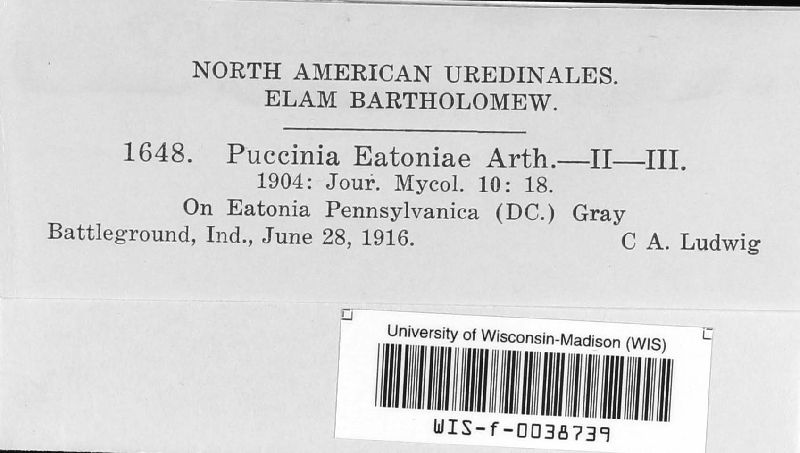 NORTH AMERICAN UREDINALES.
ELAM BARTHOLOMEW.
1648. Puccinia Eatoniae Arth.—II—III.
1904: Jour. Mycol. 10: 18.
On Eatonia Pennsylvanica (DC.) Gray
Battleground, Ind., June 28, 1916. C A. Ludwig
University of Wisconsin-Madison (WIS)
WIS-f-0038739